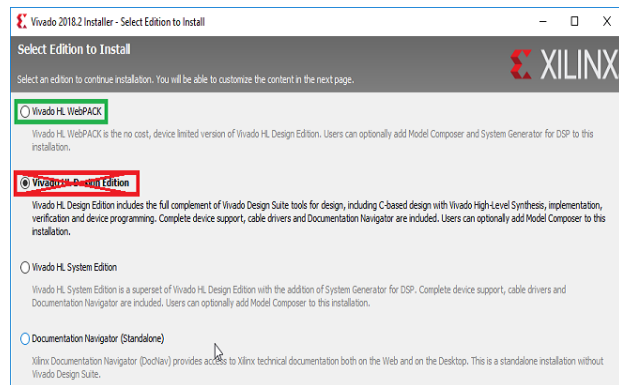 Vivado 2018.2 Installer - Select Edition to Install
Select Edition to Install
XILINX
Select an edition to continue installation. You will be able to customize the content in the next page.
Vivado HL WebPACK
Vivado HL WebPACK is the no cost, device limited version of Vivado HL Design Edition. Users can optionally add Model Composer and System Generator for DSP to this
installation.
Vivado HL Design Edition
Vivado HL Design Edition includes the full complement of Vivado Design Suite tools for design, including C-based design with Vivado High-Level Synthesis, implementation,
verification and device programming. Complete device support, cable drivers and Documentation Navigator are included. Users can optionally add Model Composer to this
installation.
Vivado HL System Edition
Vivado HL System Edition is a superset of Vivado HL Design Edition with the addition of System Generator for DSP. Complete device support, cable drivers and
Documentation Navigator are included. Users can optionally add Model Composer to this installation.
Documentation Navigator (Standalone)
Xilinx Documentation Navigator (DocNav) provides access to Xilinx technical documentation both on the Web and on the Desktop. This is a standalone installation without
Vivado Design Suite.